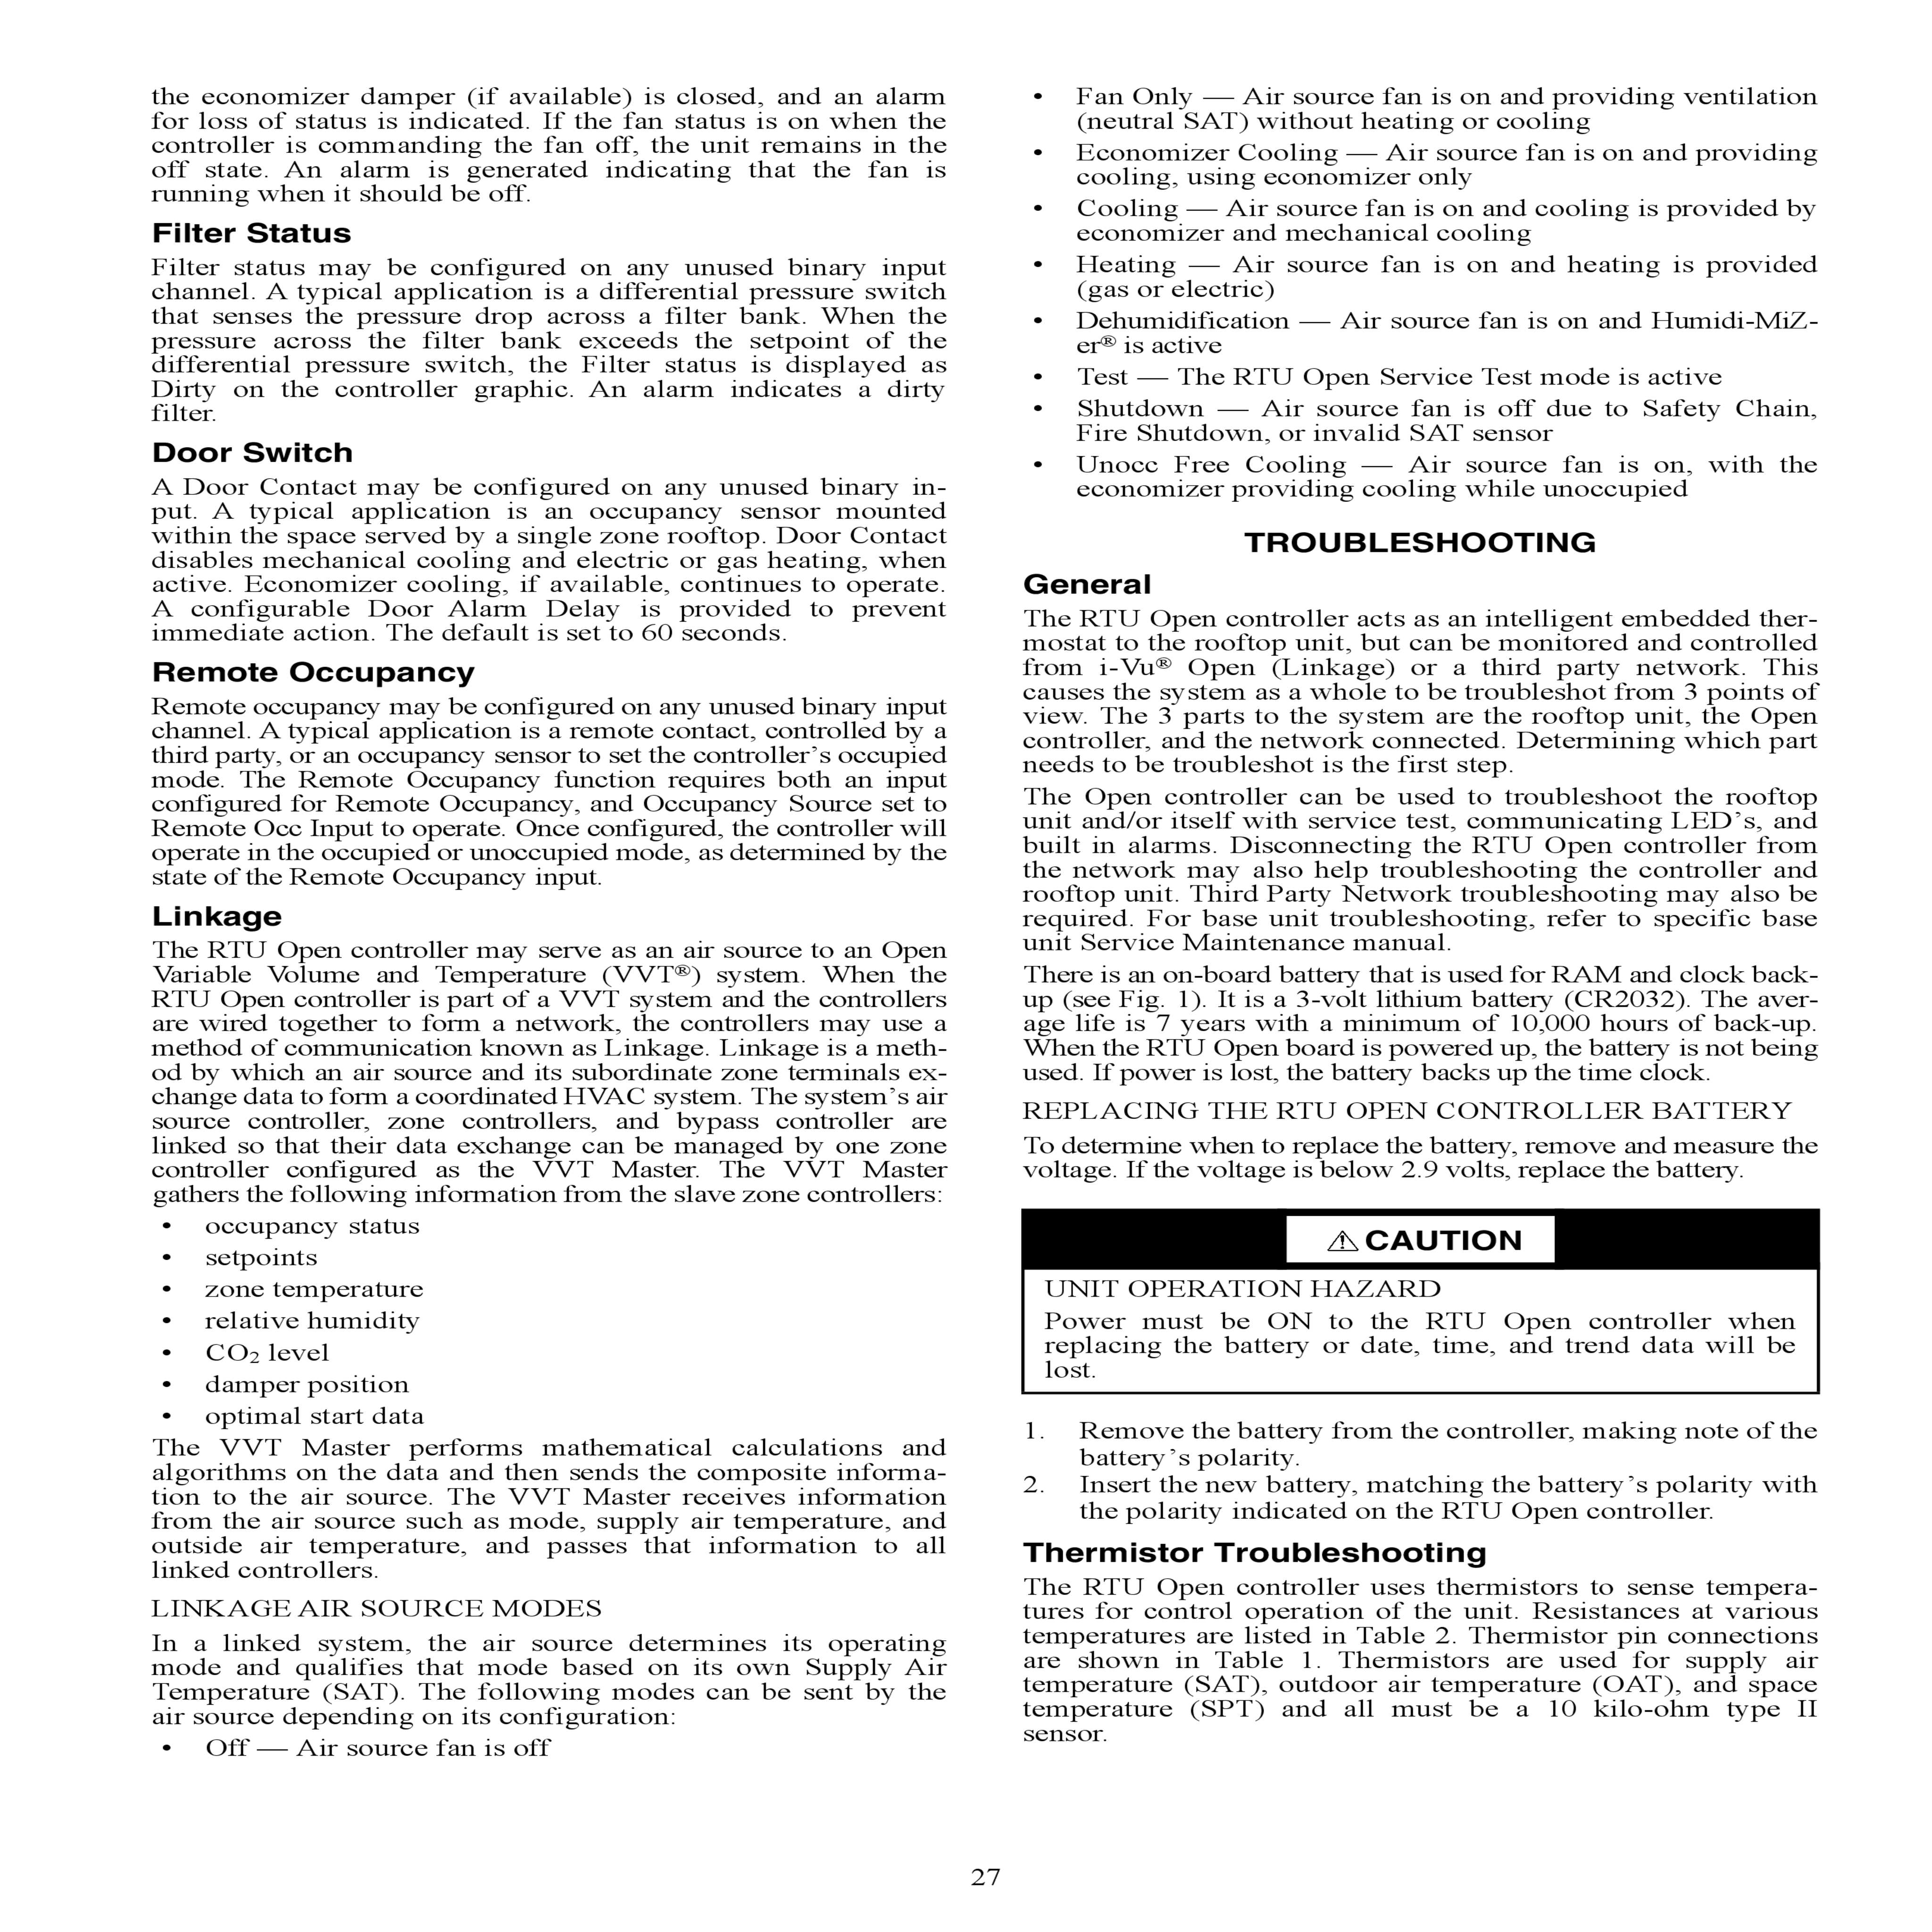 the economizer damper (if available) is closed, and an alarm
for loss of status is indicated. If the fan status is on when the
controller is commanding the fan off, the unit remains in the
off state. An alarm is generated indicating that the fan is
running when it should be off.
Filter Status
Filter status may be configured on any unused binary input
channel. A typical application is a differential pressure switch
that senses the pressure drop across a filter bank. When the
pressure across the filter bank exceeds the setpoint of the
differential pressure switch, the Filter status is displayed as
Dirty on the controller graphic. An alarm indicates a dirty
filter.
Door Switch
A Door Contact may be configured on any unused binary in-
put. A typical application is an occupancy sensor mounted
within the space served by a single zone rooftop. Door Contact
disables mechanical cooling and electric or gas heating, when
active. Economizer cooling, if available, continues to operate.
A configurable Door Alarm Delay is provided to prevent
immediate action. The default is set to 60 seconds.
Remote Occupancy
Remote occupancy may be configured on any unused binary input
channel. A typical application is a remote contact, controlled by a
third party, or an occupancy sensor to set the controller’s occupied
mode. The Remote Occupancy function requires both an input
configured for Remote Occupancy, and Occupancy Source set to
Remote Occ Input to operate. Once configured, the controller will
operate in the occupied or unoccupied mode, as determined by the
state of the Remote Occupancy input.
Linkage
The RTU Open controller may serve as an air source to an Open
Variable Volume and Temperature (VVT®) system. When the
RTU Open controller is part of a VVT system and the controllers
are wired together to form a network, the controllers may use a
method of communication known as Linkage. Linkage is a meth-
od by which an air source and its subordinate zone terminals ex-
change data to form a coordinated HVAC system. The system’s air
source controller, zone controllers, and bypass controller are
linked so that their data exchange can be managed by one zone
controller configured as the VVT Master. The VVT Master
gathers the following information from the slave zone controllers:
• occupancy status
• setpoints
• zone temperature
• relative humidity
• CO₂ level
• damper position
• optimal start data
The VVT Master performs mathematical calculations and
algorithms on the data and then sends the composite informa-
tion to the air source. The VVT Master receives information
from the air source such as mode, supply air temperature, and
outside air temperature, and passes that information to all
linked controllers.
LINKAGE AIR SOURCE MODES
In a linked system, the air source determines its operating
mode and qualifies that mode based on its own Supply Air
Temperature (SAT). The following modes can be sent by the
air source depending on its configuration:
• Off — Air source fan is off
• Fan Only — Air source fan is on and providing ventilation
(neutral SAT) without heating or cooling
• Economizer Cooling — Air source fan is on and providing
cooling, using economizer only
• Cooling — Air source fan is on and cooling is provided by
economizer and mechanical cooling
• Heating — Air source fan is on and heating is provided
(gas or electric)
• Dehumidification — Air source fan is on and Humidi-MiZ-
er® is active
• Test — The RTU Open Service Test mode is active
• Shutdown — Air source fan is off due to Safety Chain,
Fire Shutdown, or invalid SAT sensor
• Unocc Free Cooling — Air source fan is on, with the
economizer providing cooling while unoccupied
TROUBLESHOOTING
General
The RTU Open controller acts as an intelligent embedded ther-
mostat to the rooftop unit, but can be monitored and controlled
from i-Vu® Open (Linkage) or a third party network. This
causes the system as a whole to be troubleshot from 3 points of
view. The 3 parts to the system are the rooftop unit, the Open
controller, and the network connected. Determining which part
needs to be troubleshot is the first step.
The Open controller can be used to troubleshoot the rooftop
unit and/or itself with service test, communicating LED’s, and
built in alarms. Disconnecting the RTU Open controller from
the network may also help troubleshooting the controller and
rooftop unit. Third Party Network troubleshooting may also be
required. For base unit troubleshooting, refer to specific base
unit Service Maintenance manual.
There is an on-board battery that is used for RAM and clock back-
up (see Fig. 1). It is a 3-volt lithium battery (CR2032). The aver-
age life is 7 years with a minimum of 10,000 hours of back-up.
When the RTU Open board is powered up, the battery is not being
used. If power is lost, the battery backs up the time clock.
REPLACING THE RTU OPEN CONTROLLER BATTERY
To determine when to replace the battery, remove and measure the
voltage. If the voltage is below 2.9 volts, replace the battery.
⚠ CAUTION
UNIT OPERATION HAZARD
Power must be ON to the RTU Open controller when
replacing the battery or date, time, and trend data will be
lost.
1. Remove the battery from the controller, making note of the
battery’s polarity.
2. Insert the new battery, matching the battery’s polarity with
the polarity indicated on the RTU Open controller.
Thermistor Troubleshooting
The RTU Open controller uses thermistors to sense tempera-
tures for control operation of the unit. Resistances at various
temperatures are listed in Table 2. Thermistor pin connections
are shown in Table 1. Thermistors are used for supply air
temperature (SAT), outdoor air temperature (OAT), and space
temperature (SPT) and all must be a 10 kilo-ohm type II
sensor.
27